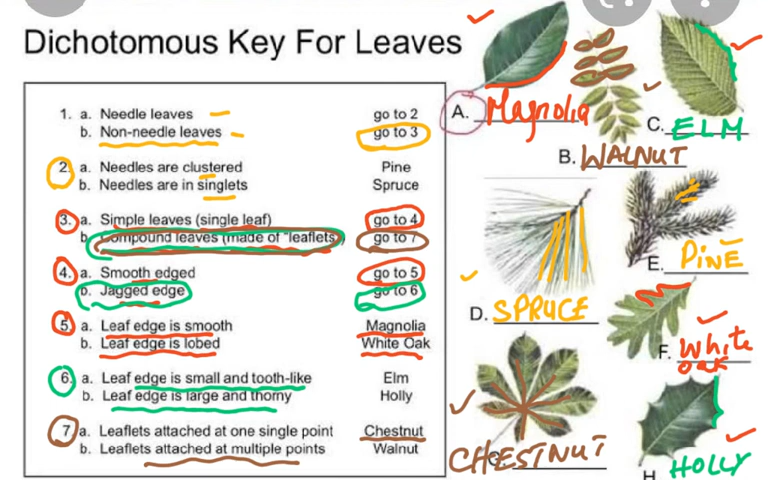 Dichotomous Key For Leaves
1. a. Needle leaves go to 2
b. Non-needle leaves go to 3
2. a. Needles are clustered Pine
b. Needles are in singlets Spruce
3. a. Simple leaves (single leaf) go to 4
b. Compound leaves (made of "leaflets") go to 7
4. a. Smooth edged go to 5
b. Jagged edge go to 6
5. a. Leaf edge is smooth Magnolia
b. Leaf edge is lobed White Oak
6. a. Leaf edge is small and tooth-like Elm
b. Leaf edge is large and thorny Holly
7. a. Leaflets attached at one single point Chestnut
b. Leaflets attached at multiple points Walnut
A. Magnolia
B. WALNUT
C. ELM
D. SPRUCE
E. PINE
F. White
oak
CHESTNUT
H. HOLLY